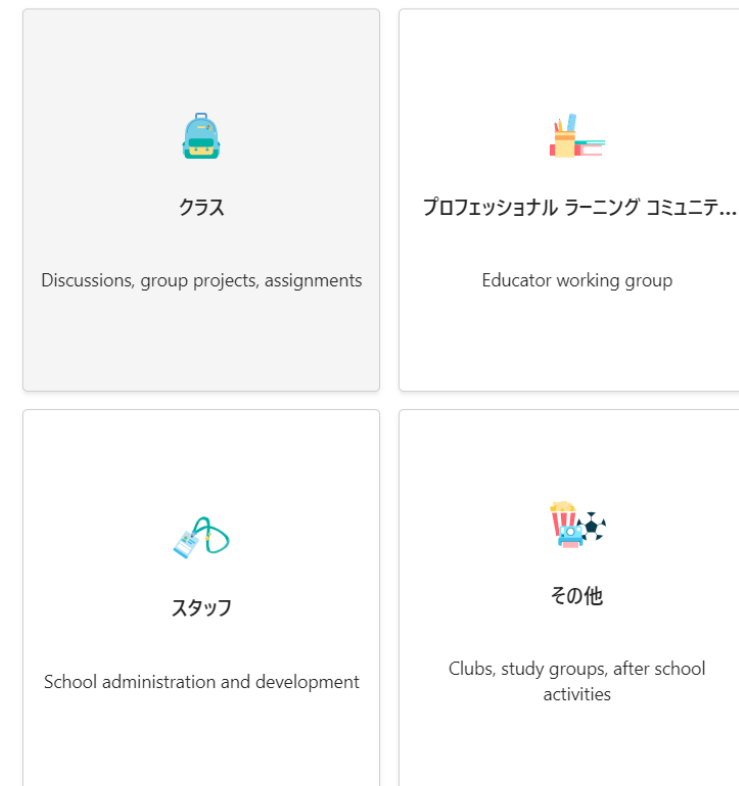 クラス
プロフェッショナル ラーニング コミュニテ...
Discussions, group projects, assignments
Educator working group
スタッフ
その他
School administration and development
Clubs, study groups, after school
activities